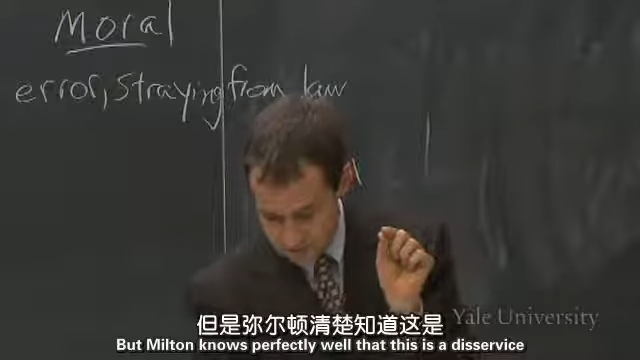 Moral
error, straying from law
但是弥尔顿清楚知道这是
Yale University
But Milton knows perfectly well that this is a disservice